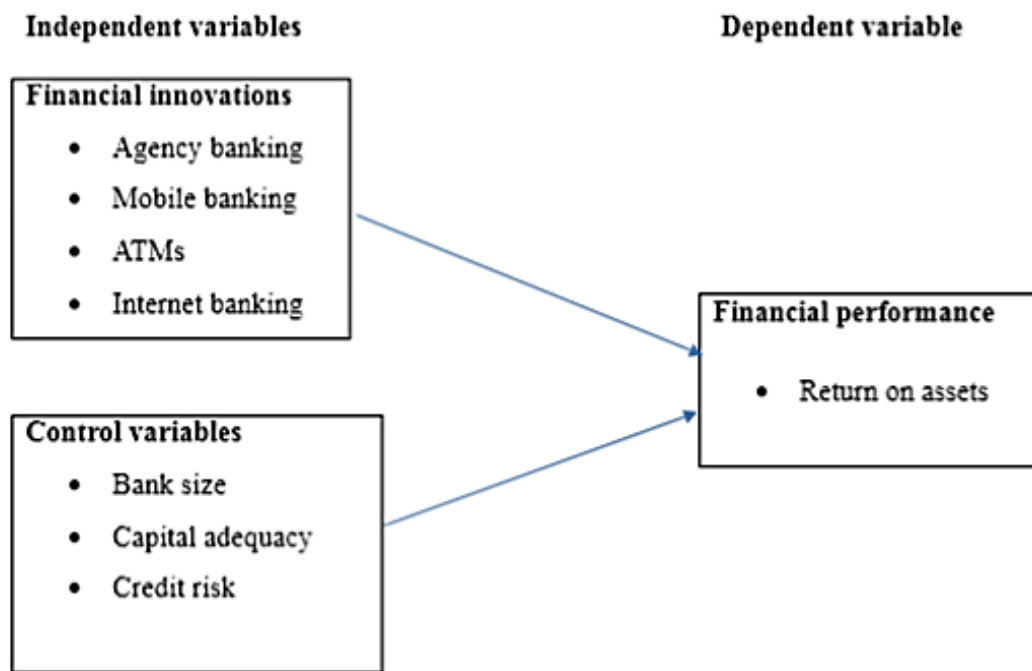 Independent variables
Dependent variable
Financial innovations
• Agency banking
• Mobile banking
• ATMs
• Internet banking
Financial performance
• Return on assets
Control variables
• Bank size
• Capital adequacy
• Credit risk